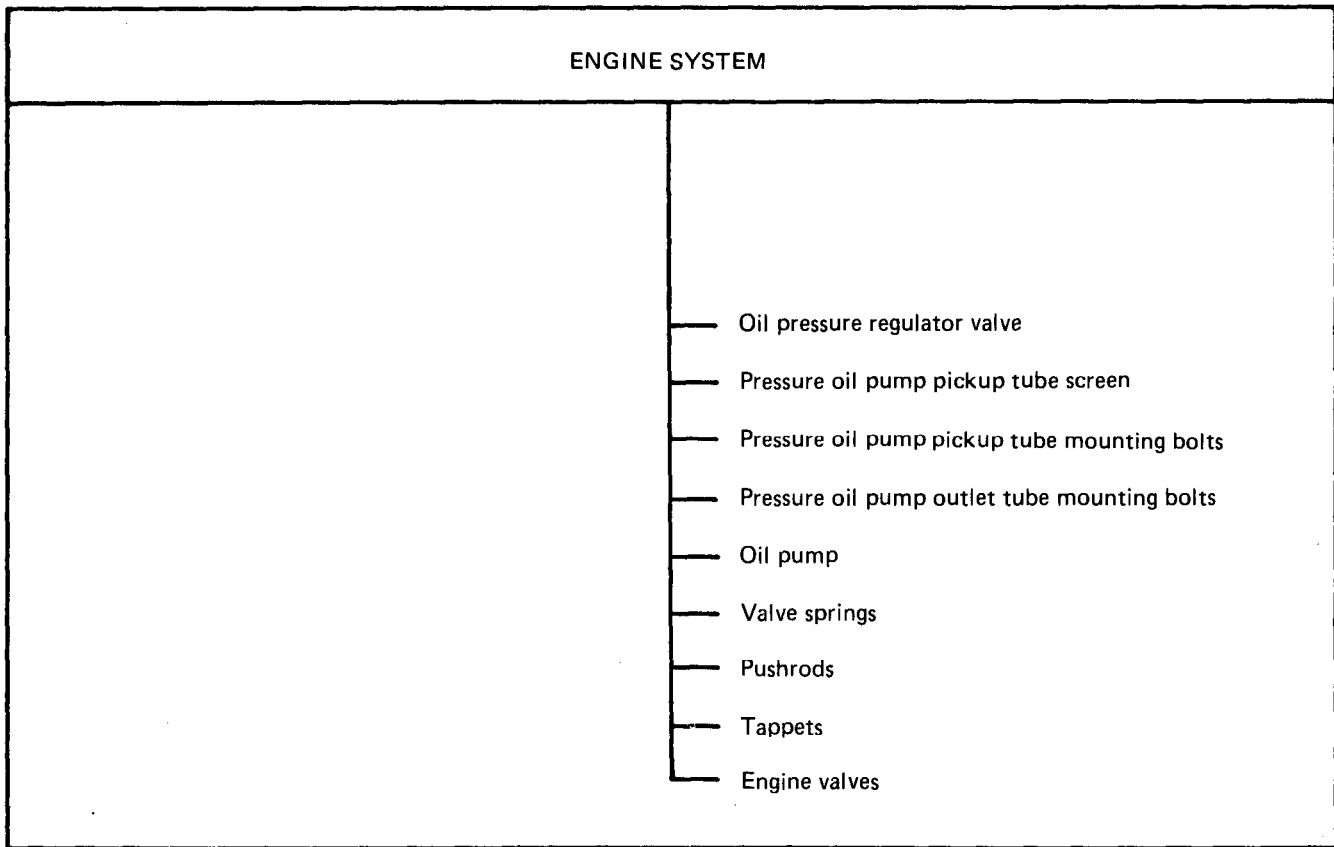 ENGINE SYSTEM
Oil pressure regulator valve
Pressure oil pump pickup tube screen
Pressure oil pump pickup tube mounting bolts
Pressure oil pump outlet tube mounting bolts
Oil pump
Valve springs
Pushrods
Tappets
Engine valves